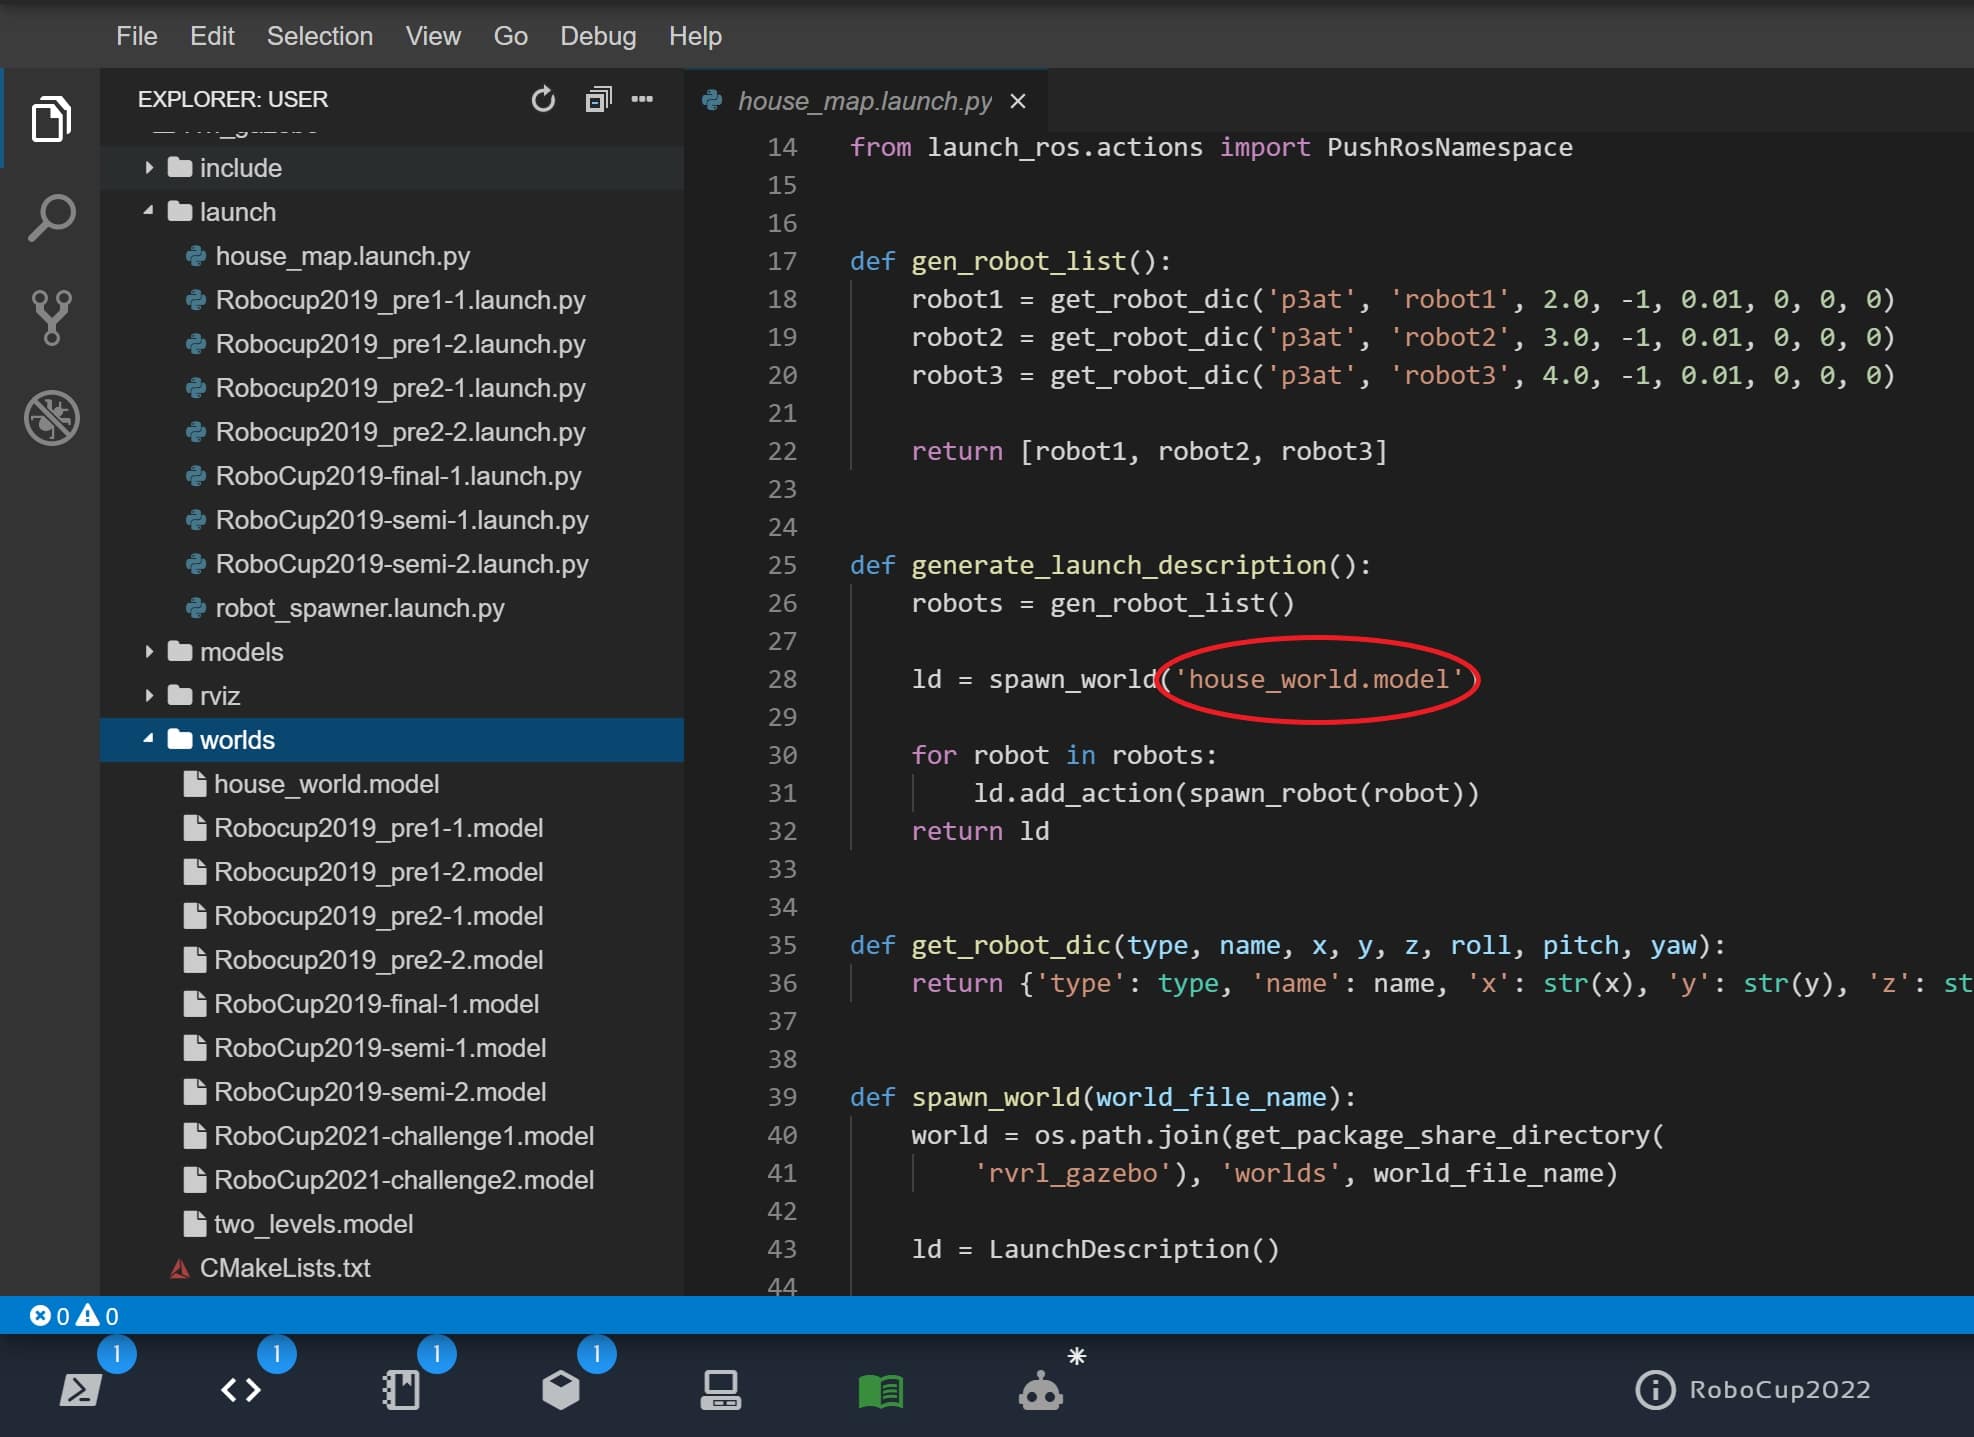 File Edit Selection View Go Debug Help
EXPLORER: USER
include
launch
house_map.launch.py
Robocup2019_pre1-1.launch.py
Robocup2019_pre1-2.launch.py
Robocup2019_pre2-1.launch.py
Robocup2019_pre2-2.launch.py
RoboCup2019-final-1.launch.py
RoboCup2019-semi-1.launch.py
RoboCup2019-semi-2.launch.py
robot_spawner.launch.py
models
rviz
worlds
house_world.model
Robocup2019_pre1-1.model
Robocup2019_pre1-2.model
Robocup2019_pre2-1.model
Robocup2019_pre2-2.model
RoboCup2019-final-1.model
RoboCup2019-semi-1.model
RoboCup2019-semi-2.model
RoboCup2021-challenge1.model
RoboCup2021-challenge2.model
two_levels.model
CMakeLists.txt
house_map.launch.py
14 from launch_ros.actions import PushRosNamespace
15
16
17 def gen_robot_list():
18 robot1 = get_robot_dic('p3at', 'robot1', 2.0, -1, 0.01, 0, 0, 0)
19 robot2 = get_robot_dic('p3at', 'robot2', 3.0, -1, 0.01, 0, 0, 0)
20 robot3 = get_robot_dic('p3at', 'robot3', 4.0, -1, 0.01, 0, 0, 0)
21
22 return [robot1, robot2, robot3]
23
24
25 def generate_launch_description():
26 robots = gen_robot_list()
27
28 ld = spawn_world('house_world.model')
29
30 for robot in robots:
31 ld.add_action(spawn_robot(robot))
32 return ld
33
34
35 def get_robot_dic(type, name, x, y, z, roll, pitch, yaw):
36 return {'type': type, 'name': name, 'x': str(x), 'y': str(y), 'z': st
37
38
39 def spawn_world(world_file_name):
40 world = os.path.join(get_package_share_directory(
41 'rvrl_gazebo'), 'worlds', world_file_name)
42
43 ld = LaunchDescription()
44
0 0
1 1 1 1
RoboCup2022